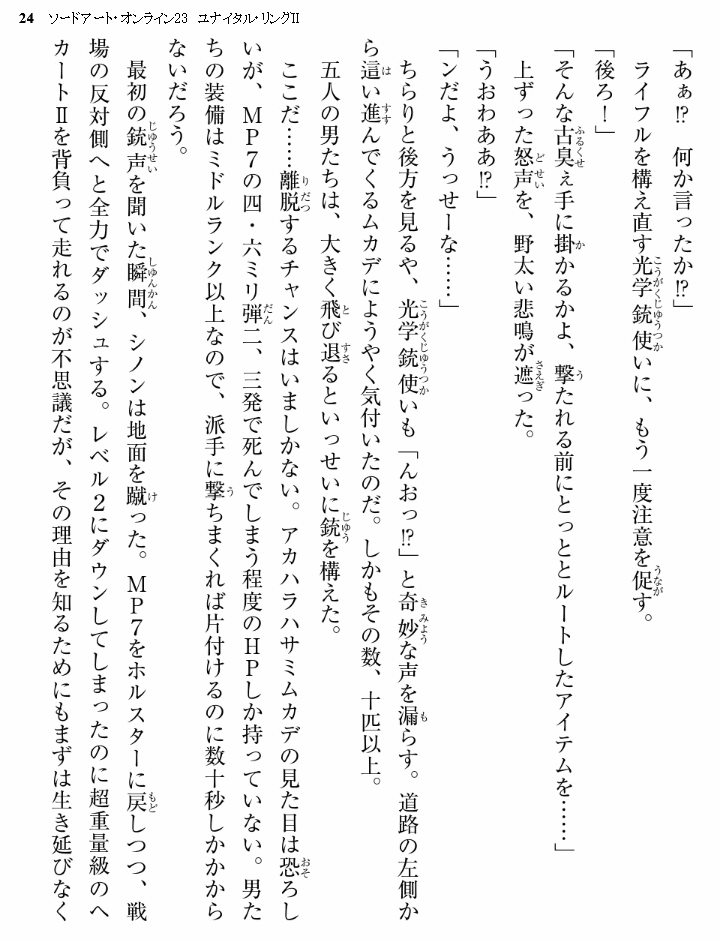 24 ソードアート・オンライン23 ユナイタル・リングⅡ
「あぁ!? 何か言ったか!?」
ライフルを構え直す光学銃使いに、もう一度注意を促す。
「後ろ！」
「そんな古臭ぇ手に掛かるかよ、撃たれる前にとっととルートしたアイテムを……」
上ずった怒声を、野太い悲鳴が遮った。
「うおわああ!?」
「ンだよ、うっせーな……」
ちらりと後方を見るや、光学銃使いも「んおっ!?」と奇妙な声を漏らす。道路の左側か
ら這い進んでくるムカデにようやく気付いたのだ。しかもその数、十匹以上。
五人の男たちは、大きく飛び退るといっせいに銃を構えた。
ここだ……離脱するチャンスはいましかない。アカハラハサミムカデの見た目は恐ろし
いが、ＭＰ７の四・六ミリ弾二、三発で死んでしまう程度のＨＰしか持っていない。男た
ちの装備はミドルランク以上なので、派手に撃ちまくれば片付けるのに数十秒しかかから
ないだろう。
最初の銃声を聞いた瞬間、シノンは地面を蹴った。ＭＰ７をホルスターに戻しつつ、戦
場の反対側へと全力でダッシュする。レベル２にダウンしてしまったのに超重量級のヘ
カートⅡを背負って走れるのが不思議だが、その理由を知るためにもまずは生き延びなく